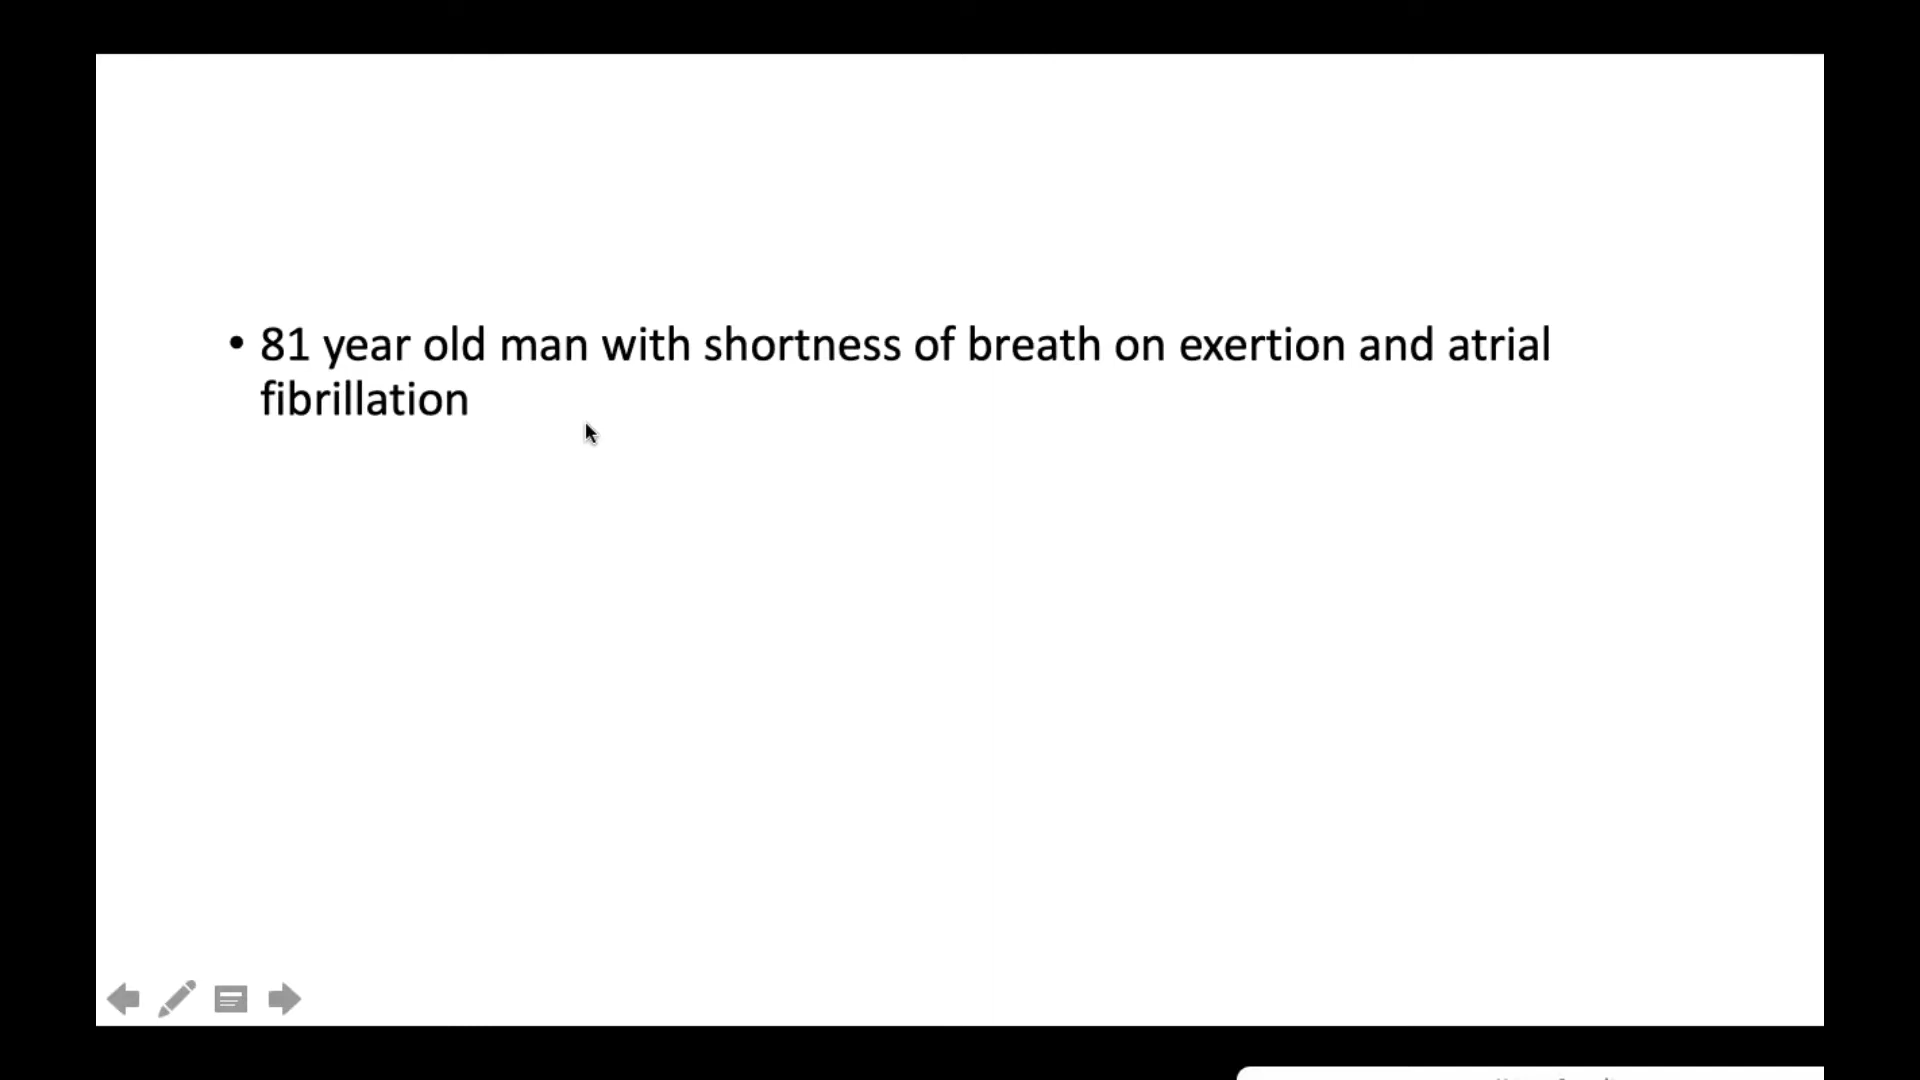 • 81 year old man with shortness of breath on exertion and atrial
fibrillation